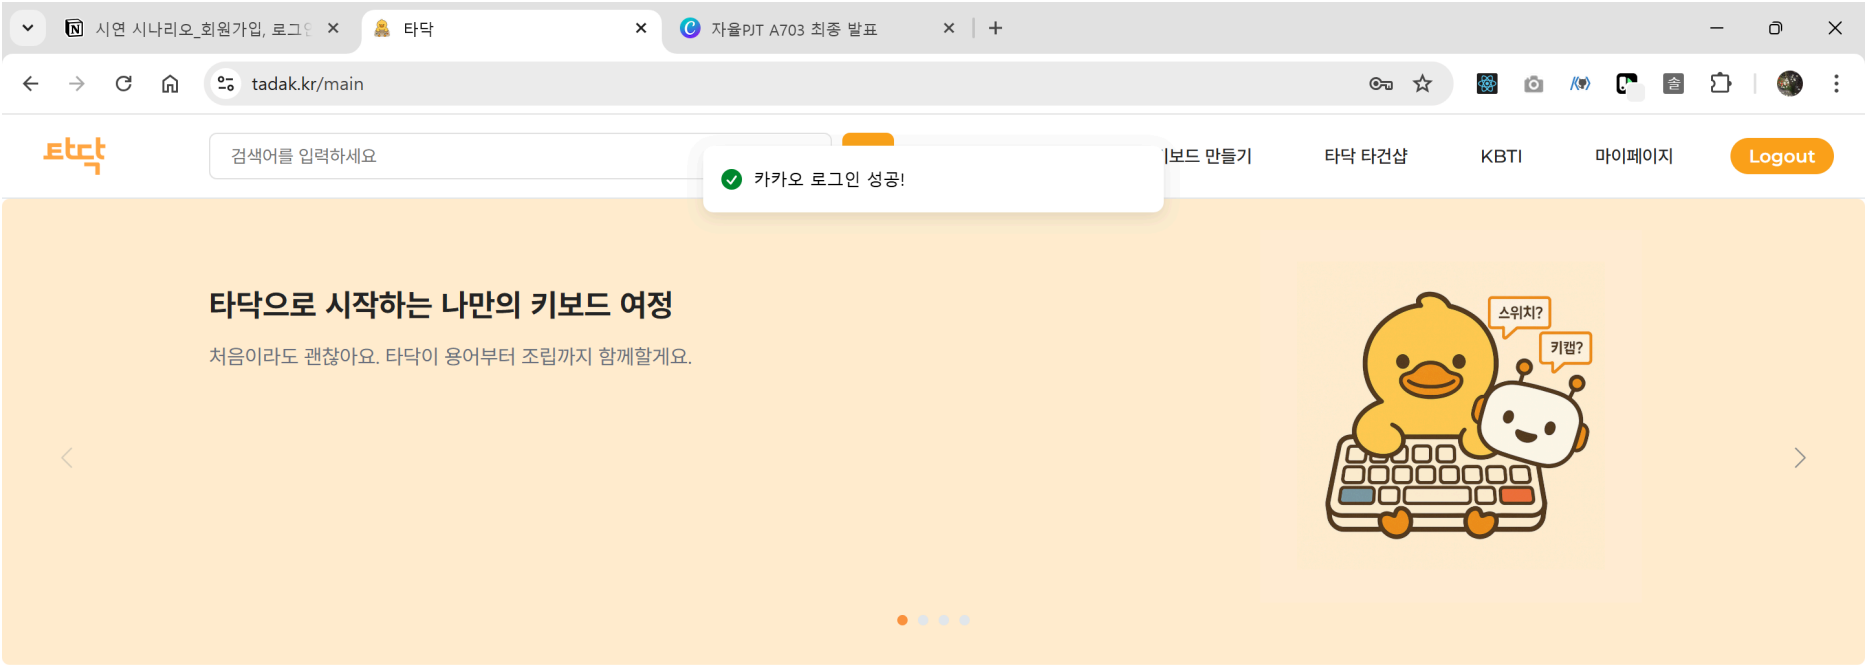 시연 시나리오_회원가입, 로그인
타닥
자율PJT A703 최종 발표
tadak.kr/main
솔
타닥
검색어를 입력하세요
키보드 만들기
타닥 타건샵
KBTI
마이페이지
Logout
카카오 로그인 성공!
타닥으로 시작하는 나만의 키보드 여정
처음이라도 괜찮아요. 타닥이 용어부터 조립까지 함께할게요.
스위치?
키캡?